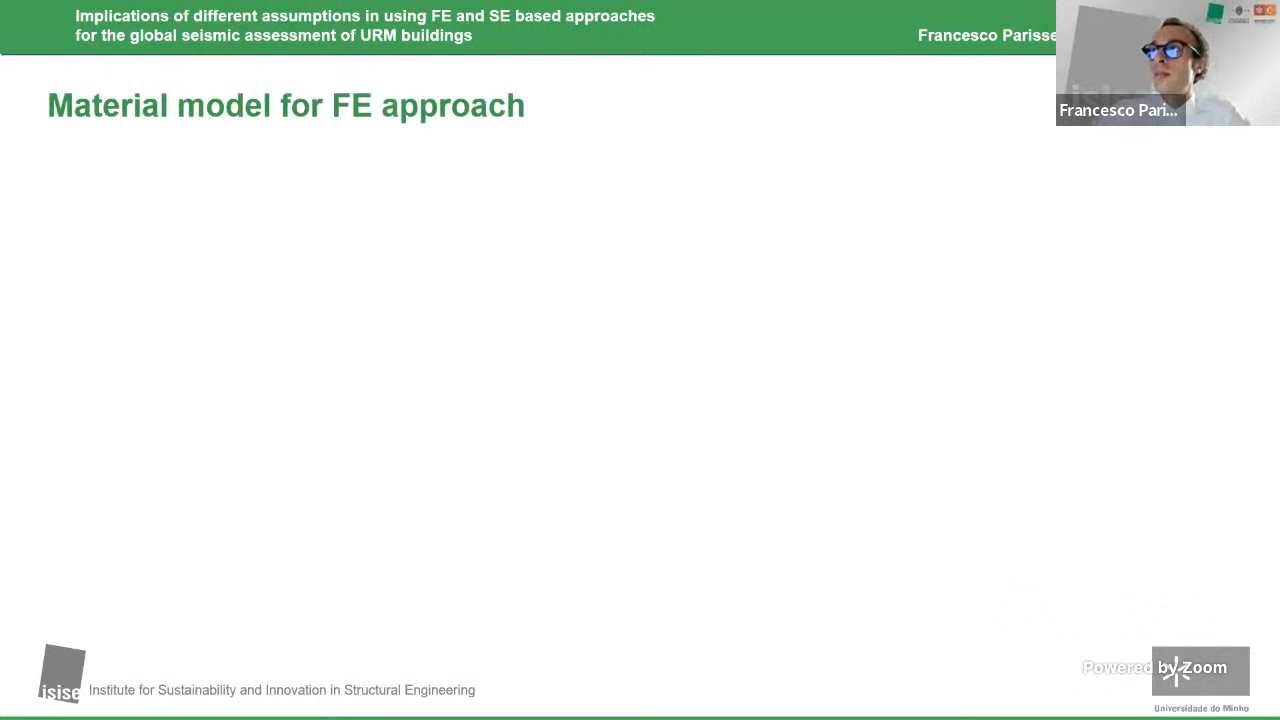 Implications of different assumptions in using FE and SE based approaches
for the global seismic assessment of URM buildings
Francesco Parisse
Francesco Pari...
Material model for FE approach
isise Institute for Sustainability and Innovation in Structural Engineering
Powered by Zoom
Universidade do Minho